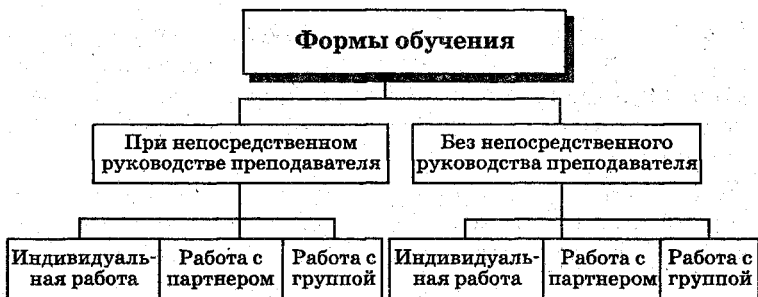 Формы обучения
При непосредственном
руководстве преподавателя
Без непосредственного
руководства преподавателя
Индивидуаль-
ная работа
Работа с
партнером
Работа с
группой
Индивидуаль-
ная работа
Работа с
партнером
Работа с
группой